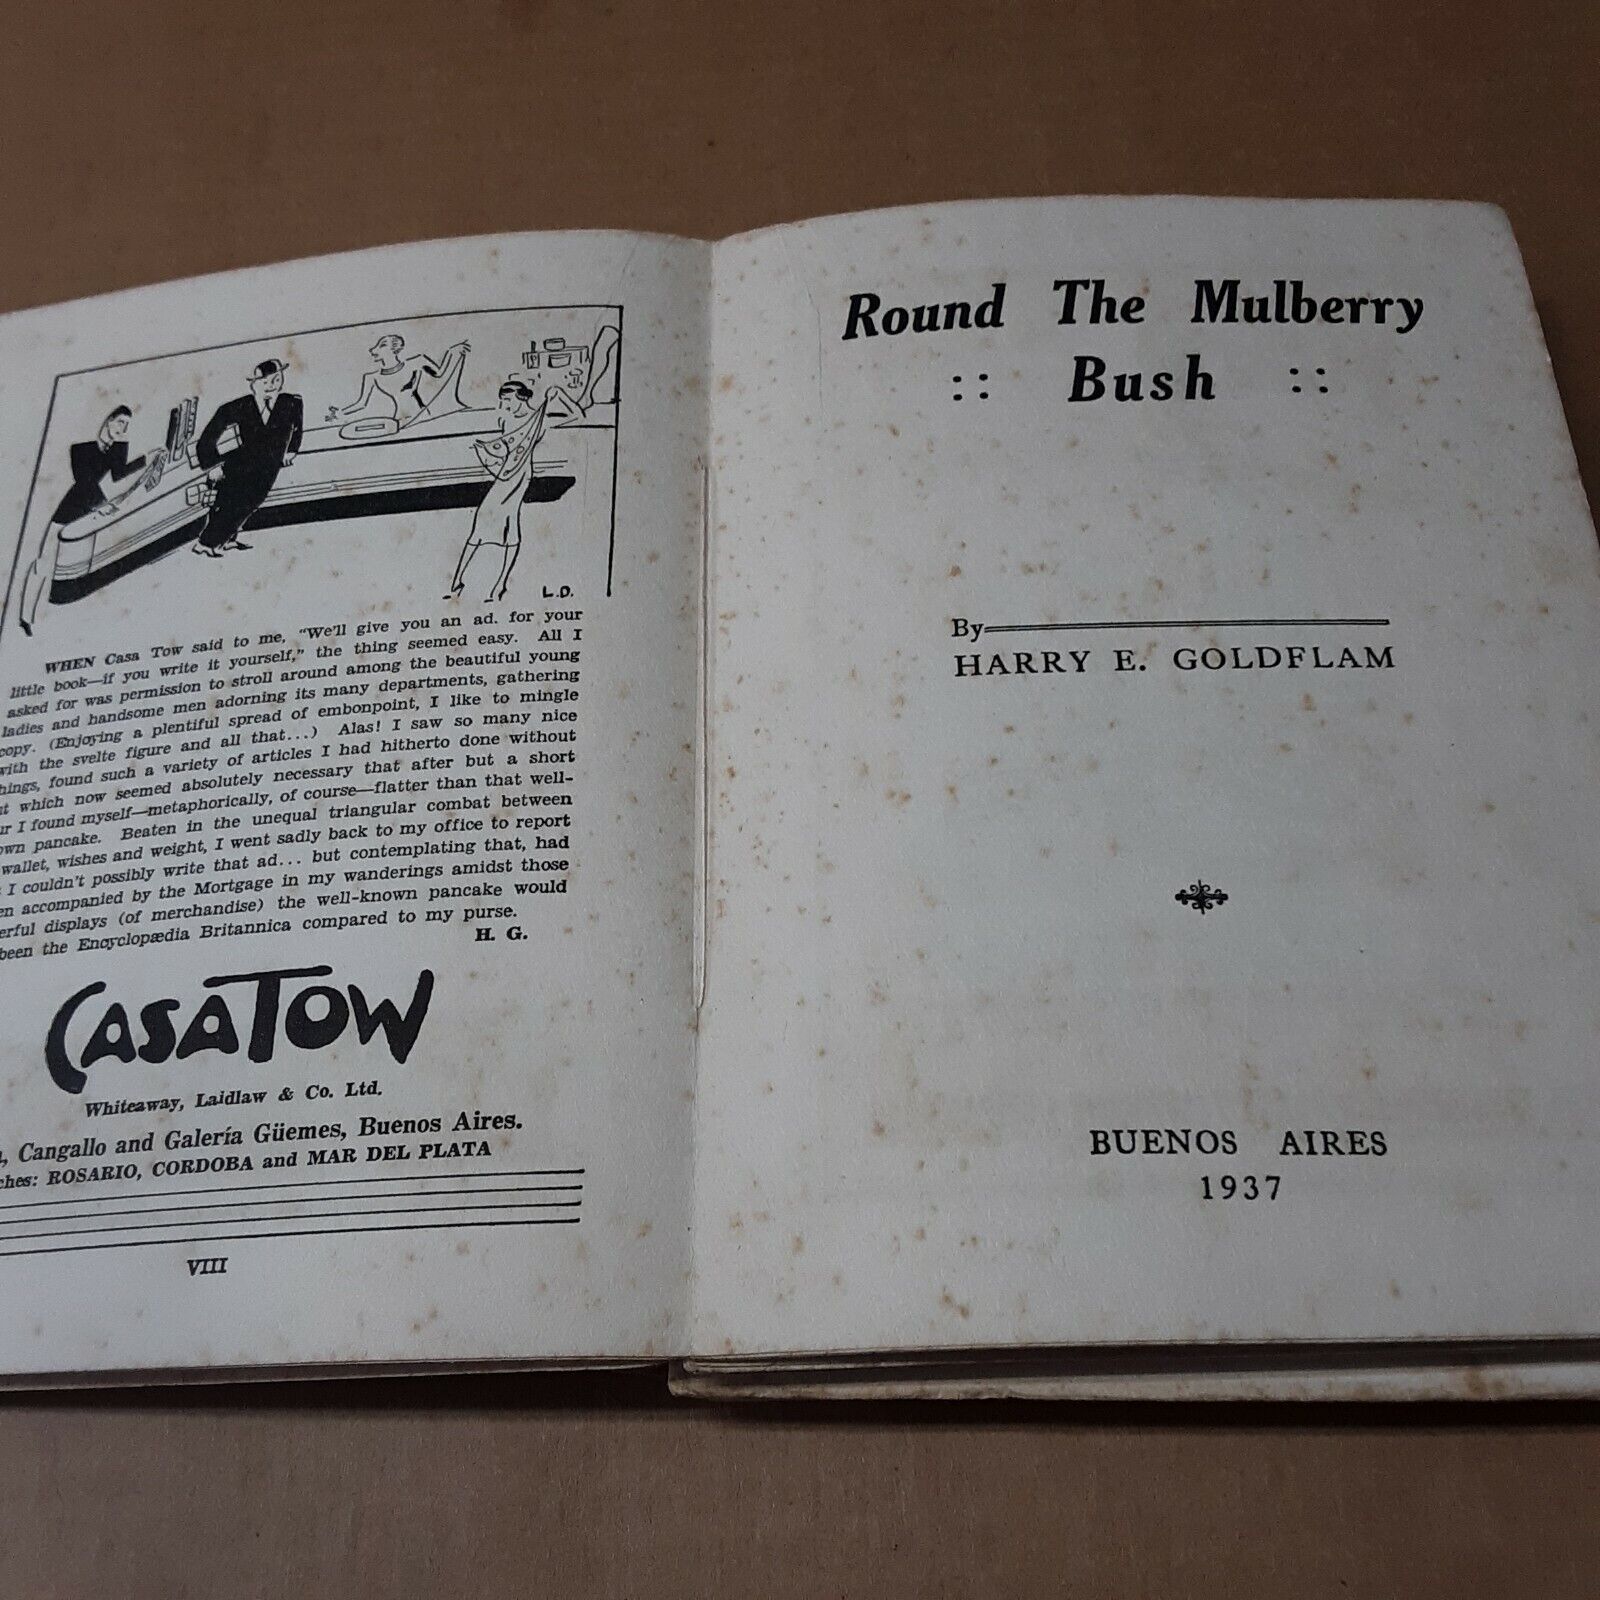 L.D.
WHEN Casa Tow said to me, "We'll give you an ad. for your
little book—if you write it yourself," the thing seemed easy. All I
asked for was permission to stroll around among the beautiful young
ladies and handsome men adorning its many departments, gathering
copy. (Enjoying a plentiful spread of embonpoint, I like to mingle
with the svelte figure and all that...) Alas! I saw so many nice
hings, found such a variety of articles I had hitherto done without
t which now seemed absolutely necessary that after but a short
ur I found myself—metaphorically, of course—flatter than that well-
own pancake. Beaten in the unequal triangular combat between
wallet, wishes and weight, I went sadly back to my office to report
I couldn't possibly write that ad... but contemplating that, had
en accompanied by the Mortgage in my wanderings amidst those
erful displays (of merchandise) the well-known pancake would
been the Encyclopædia Britannica compared to my purse.
H. G.
CASA TOW
Whiteaway, Laidlaw & Co. Ltd.
, Cangallo and Galería Güemes, Buenos Aires.
ches: ROSARIO, CORDOBA and MAR DEL PLATA
VIII
Round The Mulberry
:: Bush ::
By
HARRY E. GOLDFLAM
BUENOS AIRES
1937